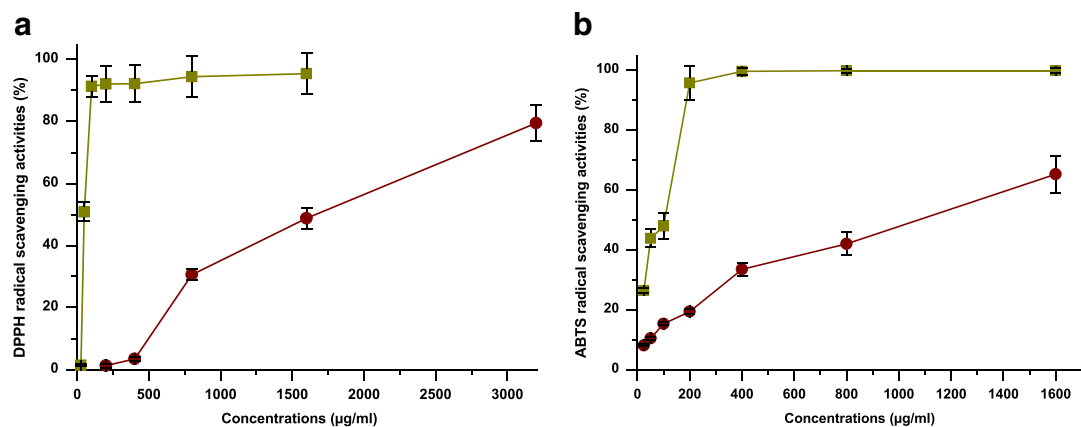 a
DPPH radical scavenging activities (%)
100
80
60
40
20
0
0 500 1000 1500 2000 2500 3000
Concentrations (µg/ml)
b
ABTS radical scavenging activities (%)
100
80
60
40
20
0
0 200 400 600 800 1000 1200 1400 1600
Concentrations (µg/ml)